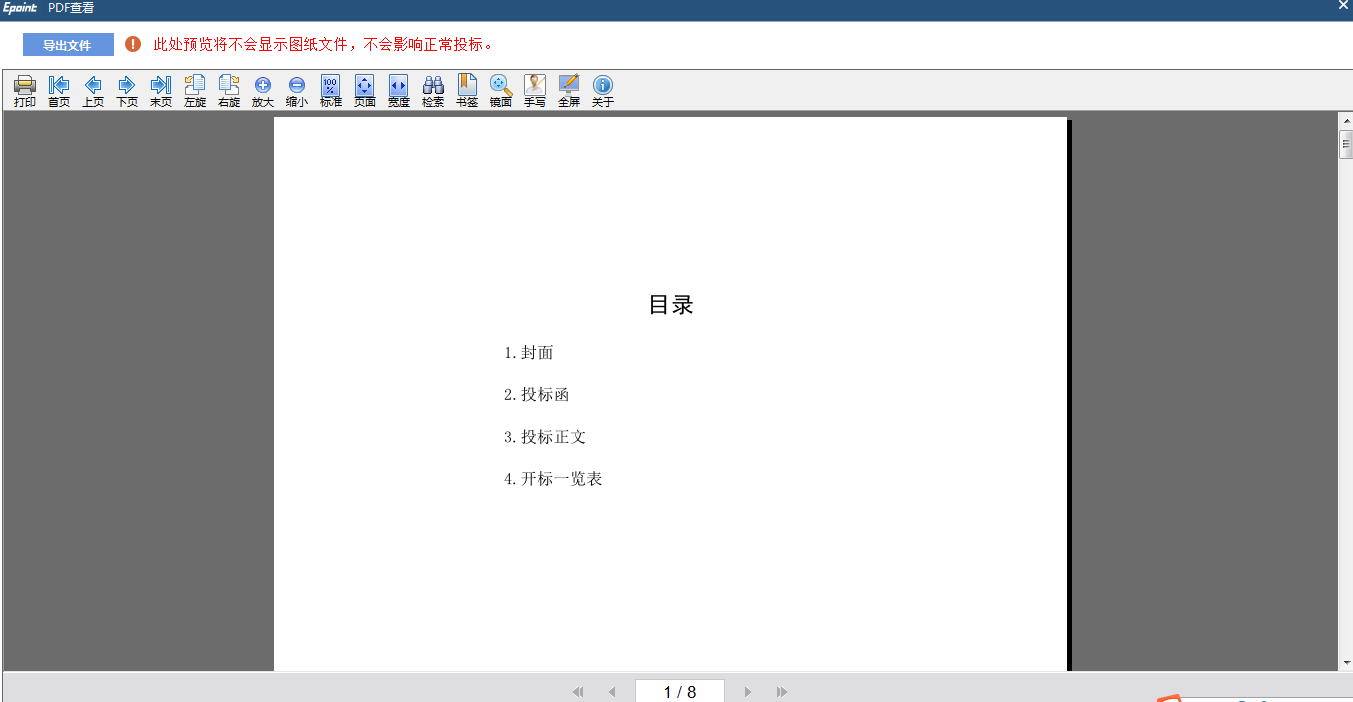 Epoint PDF查看
导出文件 此处预览将不会显示图纸文件，不会影响正常投标。
打印 首页 上页 下页 末页 左旋 右旋 放大 缩小 标准 页面 宽度 检索 书签 镜面 手写 全屏 关于
目录
1.封面
2.投标函
3.投标正文
4.开标一览表
1 / 8